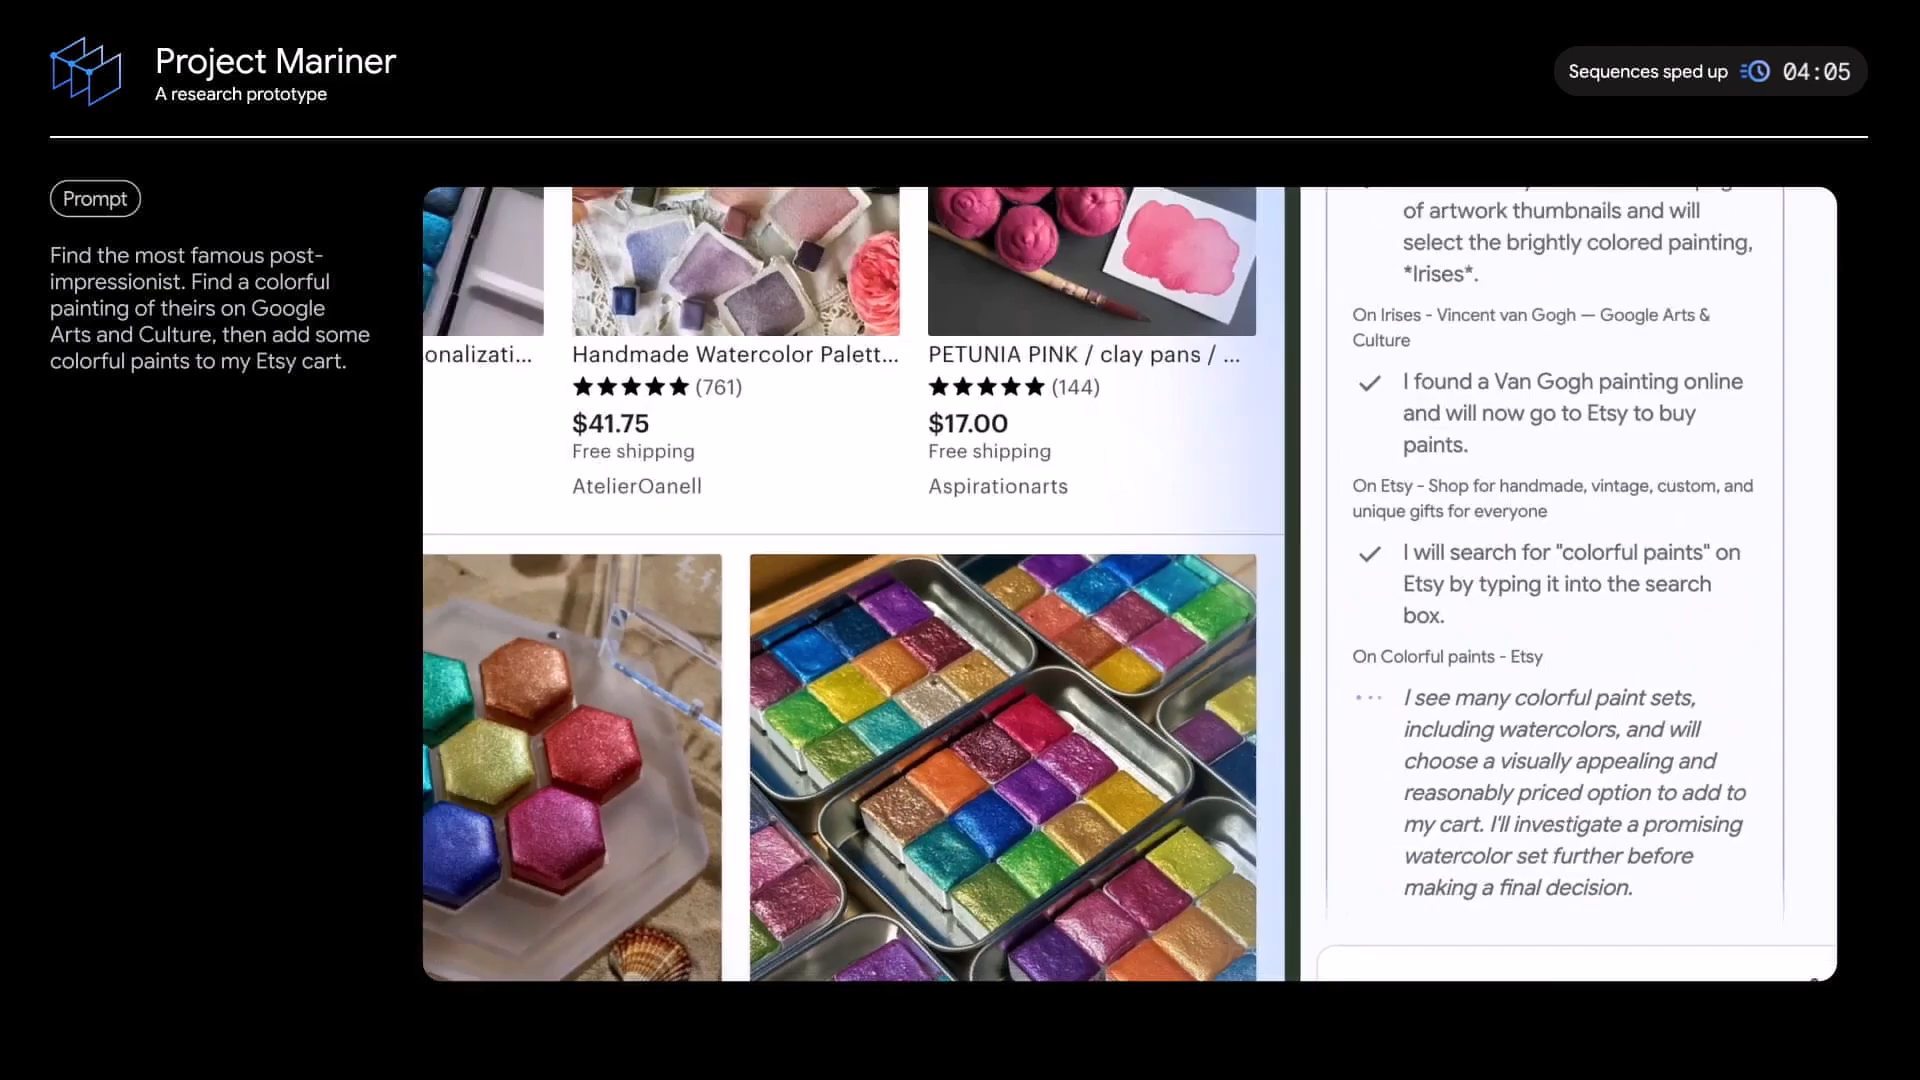 Project Mariner
A research prototype
Sequences sped up 04:05
Prompt
Find the most famous post-
impressionist. Find a colorful
painting of theirs on Google
Arts and Culture, then add some
colorful paints to my Etsy cart.
onalizati...
Handmade Watercolor Palett...
(761)
$41.75
Free shipping
AtelierOanell
PETUNIA PINK / clay pans / ...
(144)
$17.00
Free shipping
Aspirationarts
of artwork thumbnails and will
select the brightly colored painting,
*Irises*.
On Irises - Vincent van Gogh — Google Arts &
Culture
I found a Van Gogh painting online
and will now go to Etsy to buy
paints.
On Etsy - Shop for handmade, vintage, custom, and
unique gifts for everyone
I will search for "colorful paints" on
Etsy by typing it into the search
box.
On Colorful paints - Etsy
I see many colorful paint sets,
including watercolors, and will
choose a visually appealing and
reasonably priced option to add to
my cart. I'll investigate a promising
watercolor set further before
making a final decision.